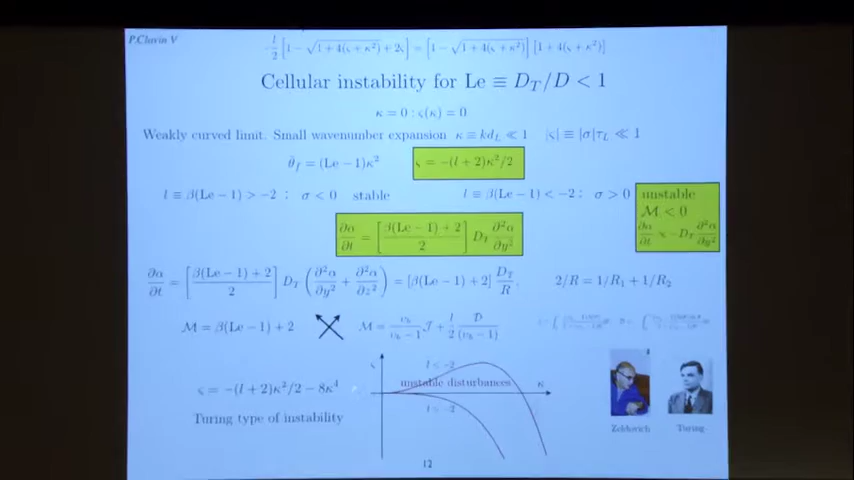 P.Clavin V
-l/2 [1 − √(1 + 4(ς + κ²)) + 2ς] = [1 − √(1 + 4(ς + κ²))] [1 + 4(ς + κ²)]
Cellular instability for Le ≡ D_T/D < 1
κ = 0 : ς(κ) = 0
Weakly curved limit. Small wavenumber expansion κ ≡ kd_L ≪ 1 |ς| ≡ |σ|τ_L ≪ 1
θ̂_f = (Le − 1)κ² ς = −(l + 2)κ²/2
l ≡ β(Le − 1) > −2 : σ < 0 stable l ≡ β(Le − 1) < −2 : σ > 0 unstable
M < 0
∂α/∂t = [β(Le − 1) + 2 / 2] D_T ∂²α/∂y² ∂α/∂t ∝ −D_T ∂²α/∂y²
∂α/∂t = [β(Le − 1) + 2 / 2] D_T (∂²α/∂y² + ∂²α/∂z²) = [β(Le − 1) + 2] D_T/R, 2/R = 1/R₁ + 1/R₂
M = β(Le − 1) + 2 M = υ_b/(υ_b − 1) J + l/2 D/(υ_b − 1)
ς
l < −2
unstable disturbances κ
ς = −(l + 2)κ²/2 − 8κ⁴
l > −2
Turing type of instability
Zeldovich Turing
12